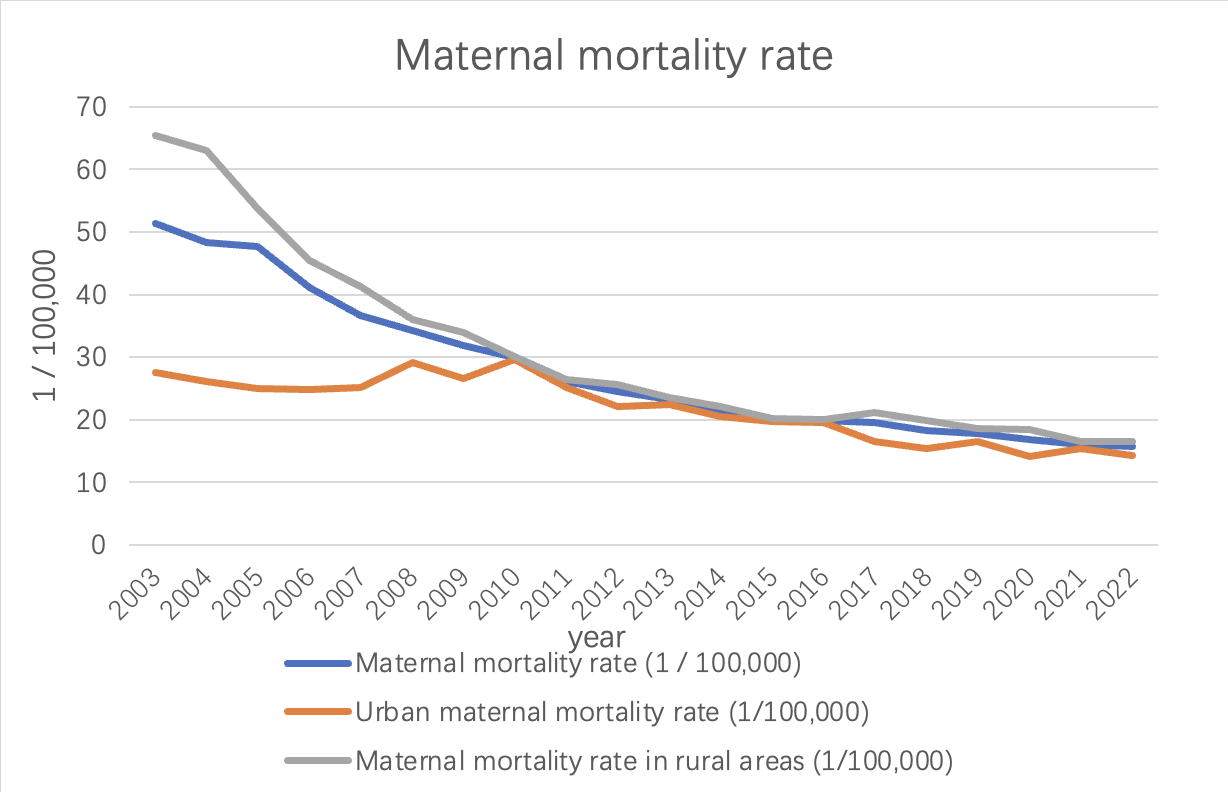 Maternal mortality rate
70
60
50
40
30
20
10
0
1 / 100,000
2003 2004 2005 2006 2007 2008 2009 2010 2011 2012 2013 2014 2015 2016 2017 2018 2019 2020 2021 2022
year
Maternal mortality rate (1 / 100,000)
Urban maternal mortality rate (1/100,000)
Maternal mortality rate in rural areas (1/100,000)